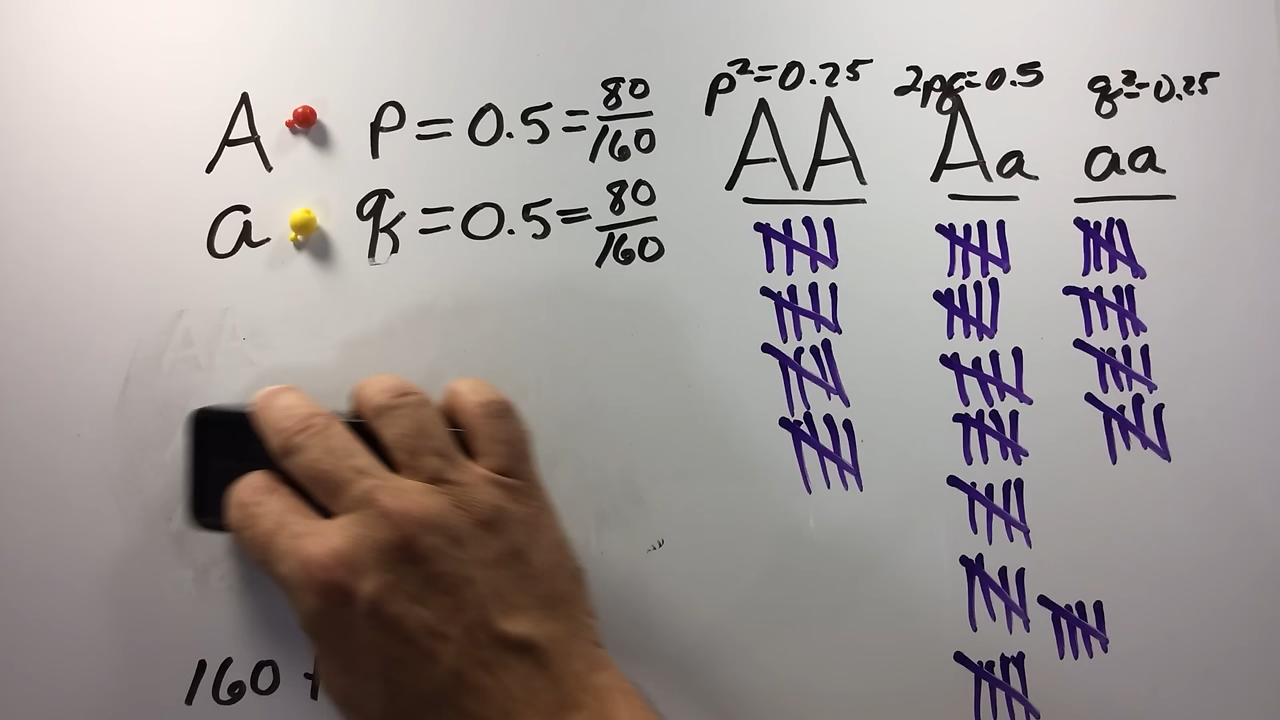 A p = 0.5 = 80/160
a q = 0.5 = 80/160
p² = 0.25 2pq = 0.5 q² = 0.25
AA Aa aa
AA
160